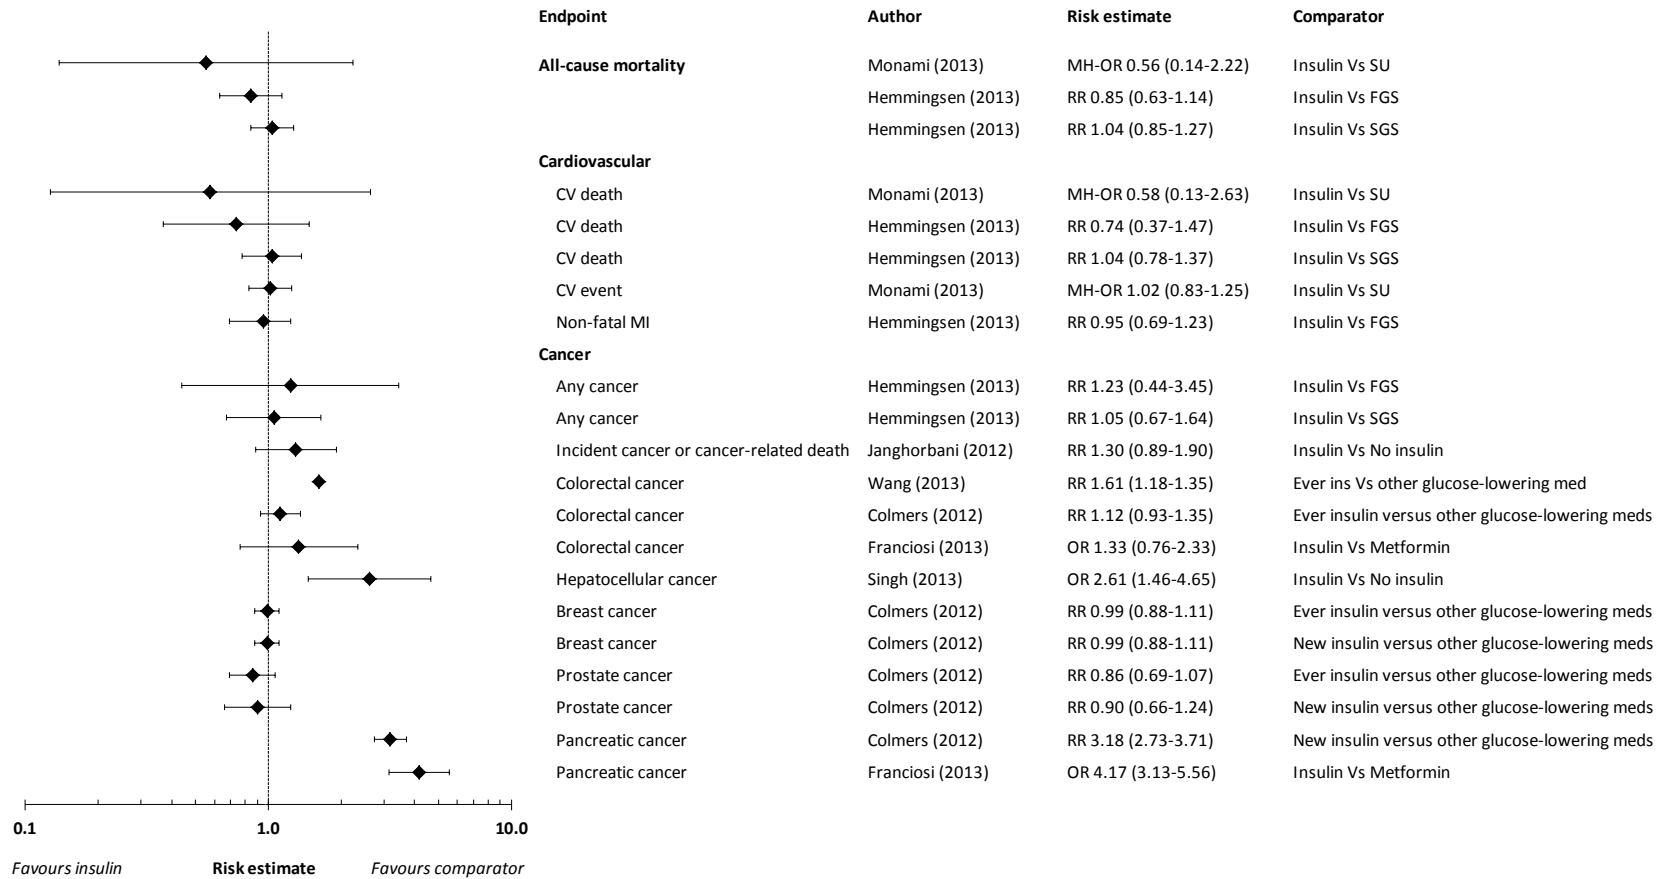 Endpoint Author Risk estimate Comparator
All-cause mortality Monami (2013) MH-OR 0.56 (0.14-2.22) Insulin Vs SU
Hemmingsen (2013) RR 0.85 (0.63-1.14) Insulin Vs FGS
Hemmingsen (2013) RR 1.04 (0.85-1.27) Insulin Vs SGS
Cardiovascular
CV death Monami (2013) MH-OR 0.58 (0.13-2.63) Insulin Vs SU
CV death Hemmingsen (2013) RR 0.74 (0.37-1.47) Insulin Vs FGS
CV death Hemmingsen (2013) RR 1.04 (0.78-1.37) Insulin Vs SGS
CV event Monami (2013) MH-OR 1.02 (0.83-1.25) Insulin Vs SU
Non-fatal MI Hemmingsen (2013) RR 0.95 (0.69-1.23) Insulin Vs FGS
Cancer
Any cancer Hemmingsen (2013) RR 1.23 (0.44-3.45) Insulin Vs FGS
Any cancer Hemmingsen (2013) RR 1.05 (0.67-1.64) Insulin Vs SGS
Incident cancer or cancer-related death Janghorbani (2012) RR 1.30 (0.89-1.90) Insulin Vs No insulin
Colorectal cancer Wang (2013) RR 1.61 (1.18-1.35) Ever ins Vs other glucose-lowering med
Colorectal cancer Colmers (2012) RR 1.12 (0.93-1.35) Ever insulin versus other glucose-lowering meds
Colorectal cancer Franciosi (2013) OR 1.33 (0.76-2.33) Insulin Vs Metformin
Hepatocellular cancer Singh (2013) OR 2.61 (1.46-4.65) Insulin Vs No insulin
Breast cancer Colmers (2012) RR 0.99 (0.88-1.11) Ever insulin versus other glucose-lowering meds
Breast cancer Colmers (2012) RR 0.99 (0.88-1.11) New insulin versus other glucose-lowering meds
Prostate cancer Colmers (2012) RR 0.86 (0.69-1.07) Ever insulin versus other glucose-lowering meds
Prostate cancer Colmers (2012) RR 0.90 (0.66-1.24) New insulin versus other glucose-lowering meds
Pancreatic cancer Colmers (2012) RR 3.18 (2.73-3.71) New insulin versus other glucose-lowering meds
Pancreatic cancer Franciosi (2013) OR 4.17 (3.13-5.56) Insulin Vs Metformin
0.1 1.0 10.0
Favours insulin Risk estimate Favours comparator